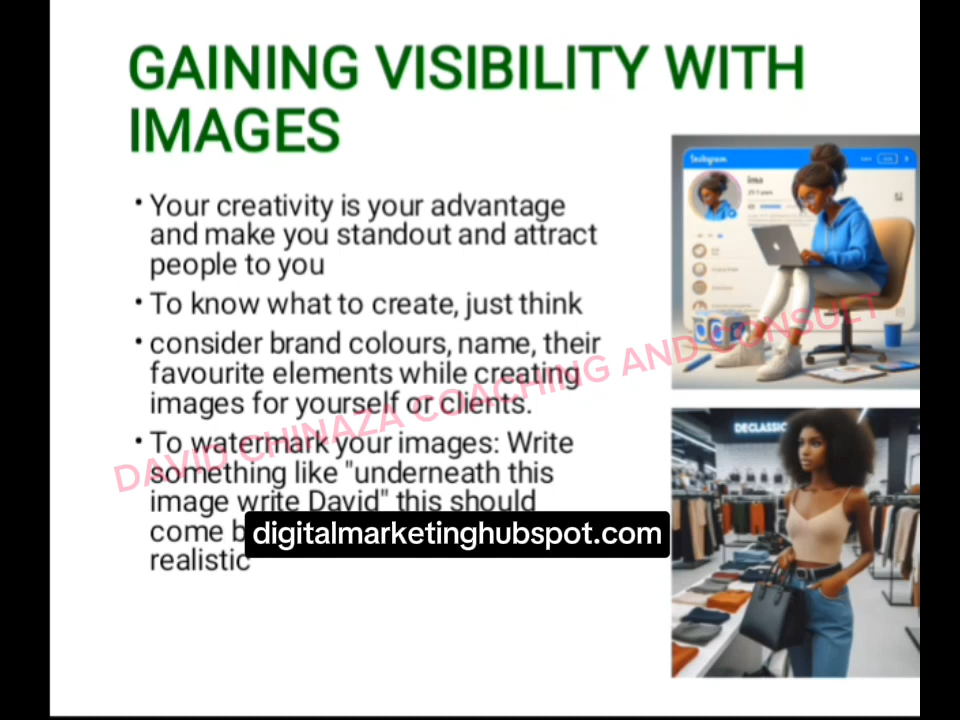 GAINING VISIBILITY WITH
IMAGES
• Your creativity is your advantage
and make you standout and attract
people to you
• To know what to create, just think
• consider brand colours, name, their
favourite elements while creating
images for yourself or clients.
• To watermark your images: Write
something like "underneath this
image write David" this should
come
realistic
DAVID CHINAZA COACHING AND CONSULT
digitalmarketinghubspot.com
Instagram
ima
DECLASSIC